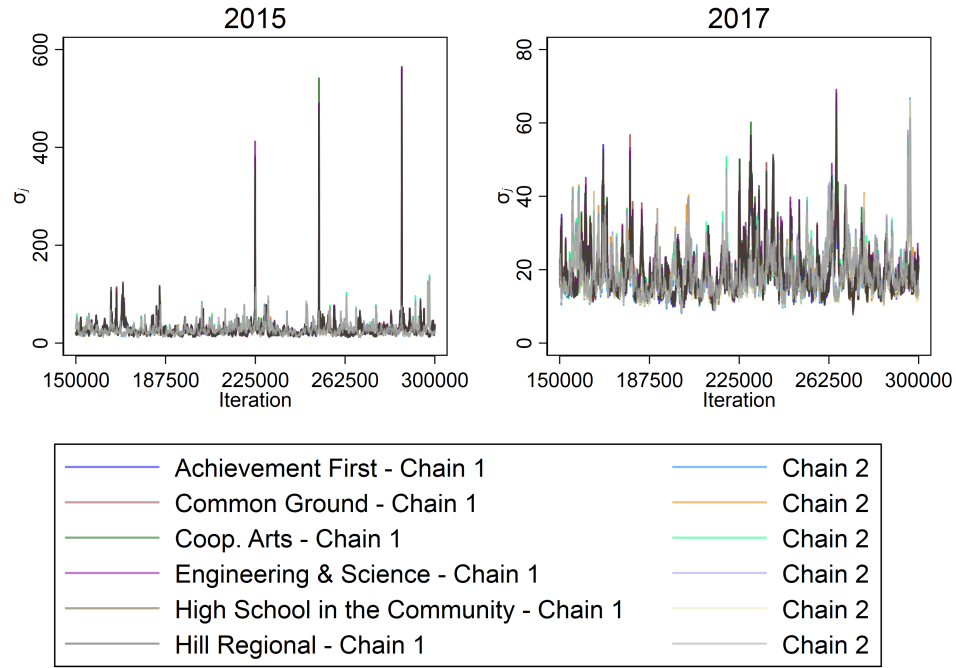 2015
2017
600
400
200
0
σj
150000 187500 225000 262500 300000
Iteration
80
60
40
20
0
σj
150000 187500 225000 262500 300000
Iteration
Achievement First - Chain 1 Chain 2
Common Ground - Chain 1 Chain 2
Coop. Arts - Chain 1 Chain 2
Engineering & Science - Chain 1 Chain 2
High School in the Community - Chain 1 Chain 2
Hill Regional - Chain 1 Chain 2